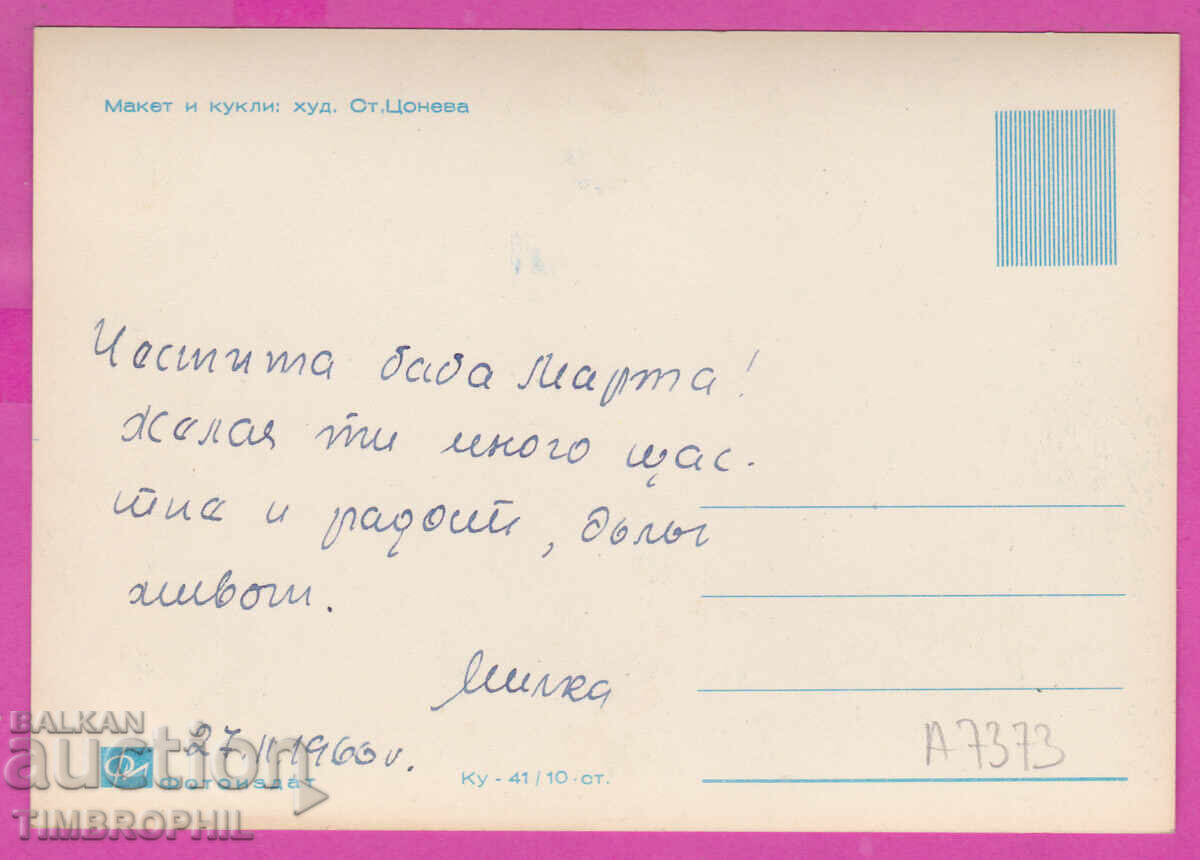 Макет и кукли: худ. Ст.Цонева
Честита баба Марта!
Желая ти много щас-
тие и радост, дълъг
живот.
Милка
27.II.1960 г.
BALKAN
auction
TIMBROPHIL
Фотоиздат
Ку - 41/10-ст.
А7373